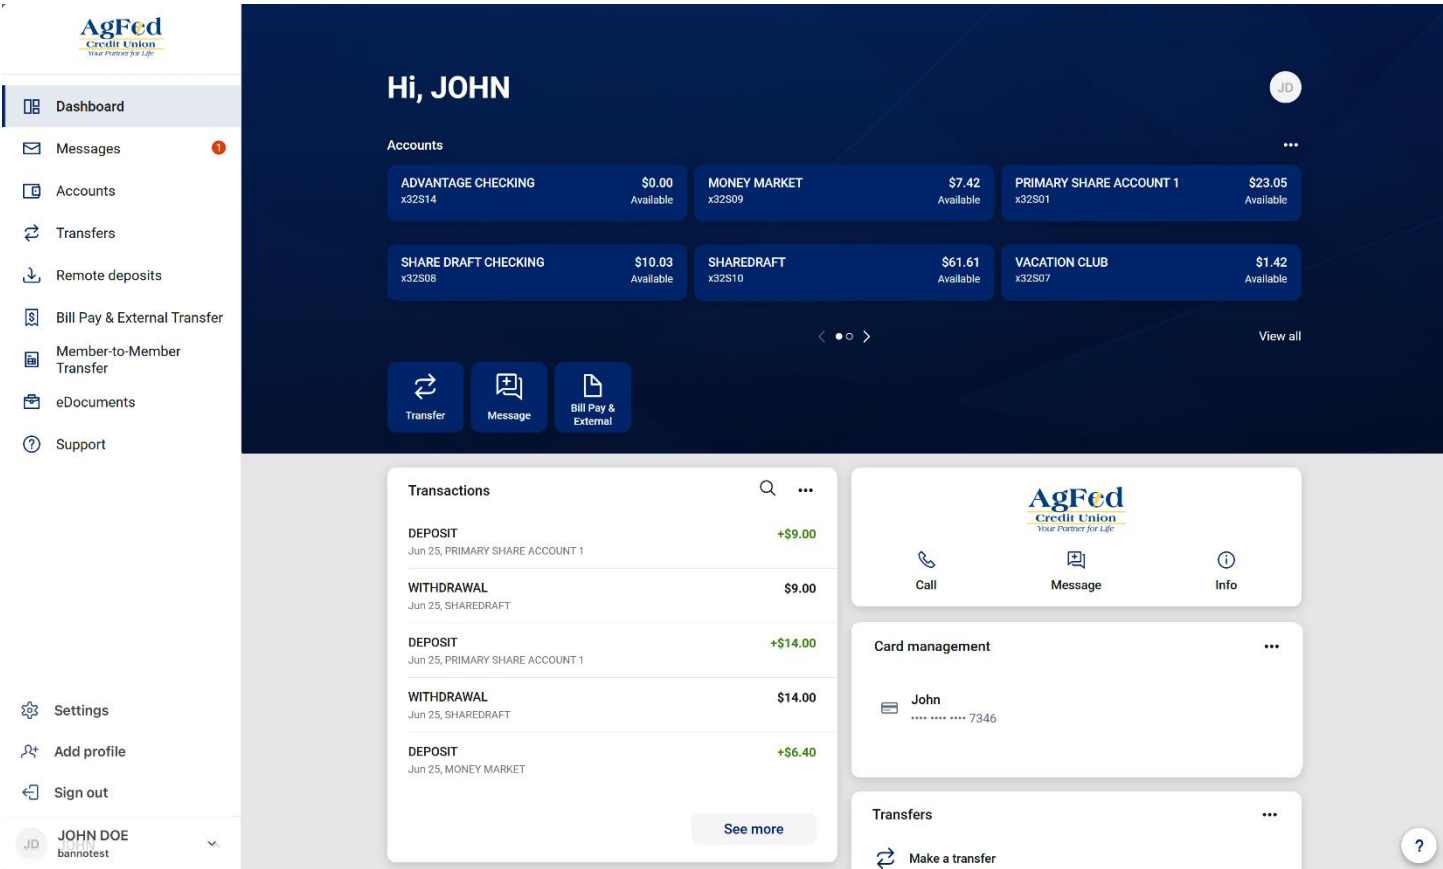 AgFed
Credit Union
Your Partner for Life
Dashboard
Messages
1
Accounts
Transfers
Remote deposits
Bill Pay & External Transfer
Member-to-Member
Transfer
eDocuments
Support
Settings
Add profile
Sign out
JD
JOHN DOE
JOHN
bannotest
Hi, JOHN
JD
Accounts
ADVANTAGE CHECKING $0.00
x32S14 Available
MONEY MARKET $7.42
x32S09 Available
PRIMARY SHARE ACCOUNT 1 $23.05
x32S01 Available
SHARE DRAFT CHECKING $10.03
x32S08 Available
SHAREDRAFT $61.61
x32S10 Available
VACATION CLUB $1.42
x32S07 Available
View all
Transfer
Message
Bill Pay &
External
Transactions
DEPOSIT +$9.00
Jun 25, PRIMARY SHARE ACCOUNT 1
WITHDRAWAL $9.00
Jun 25, SHAREDRAFT
DEPOSIT +$14.00
Jun 25, PRIMARY SHARE ACCOUNT 1
WITHDRAWAL $14.00
Jun 25, SHAREDRAFT
DEPOSIT +$6.40
Jun 25, MONEY MARKET
See more
AgFed
Credit Union
Your Partner for Life
Call
Message
Info
Card management
John
•••• •••• •••• 7346
Transfers
Make a transfer
?